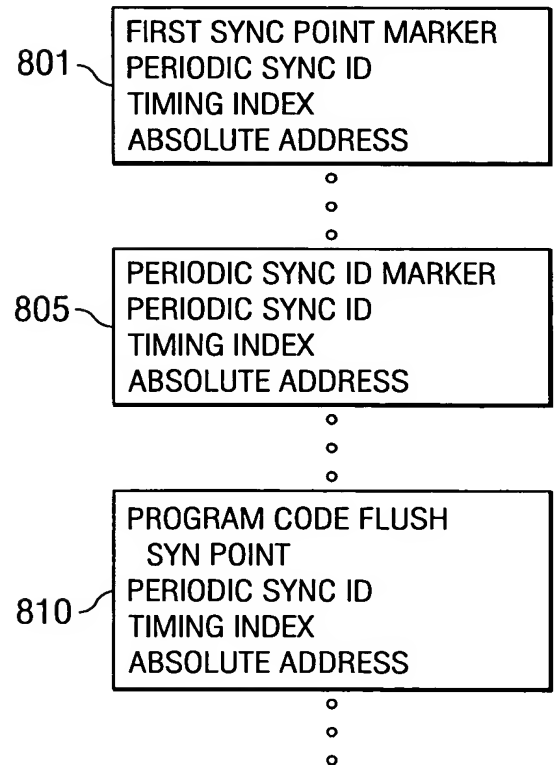 801
FIRST SYNC POINT MARKER
PERIODIC SYNC ID
TIMING INDEX
ABSOLUTE ADDRESS
805
PERIODIC SYNC ID MARKER
PERIODIC SYNC ID
TIMING INDEX
ABSOLUTE ADDRESS
810
PROGRAM CODE FLUSH
SYN POINT
PERIODIC SYNC ID
TIMING INDEX
ABSOLUTE ADDRESS